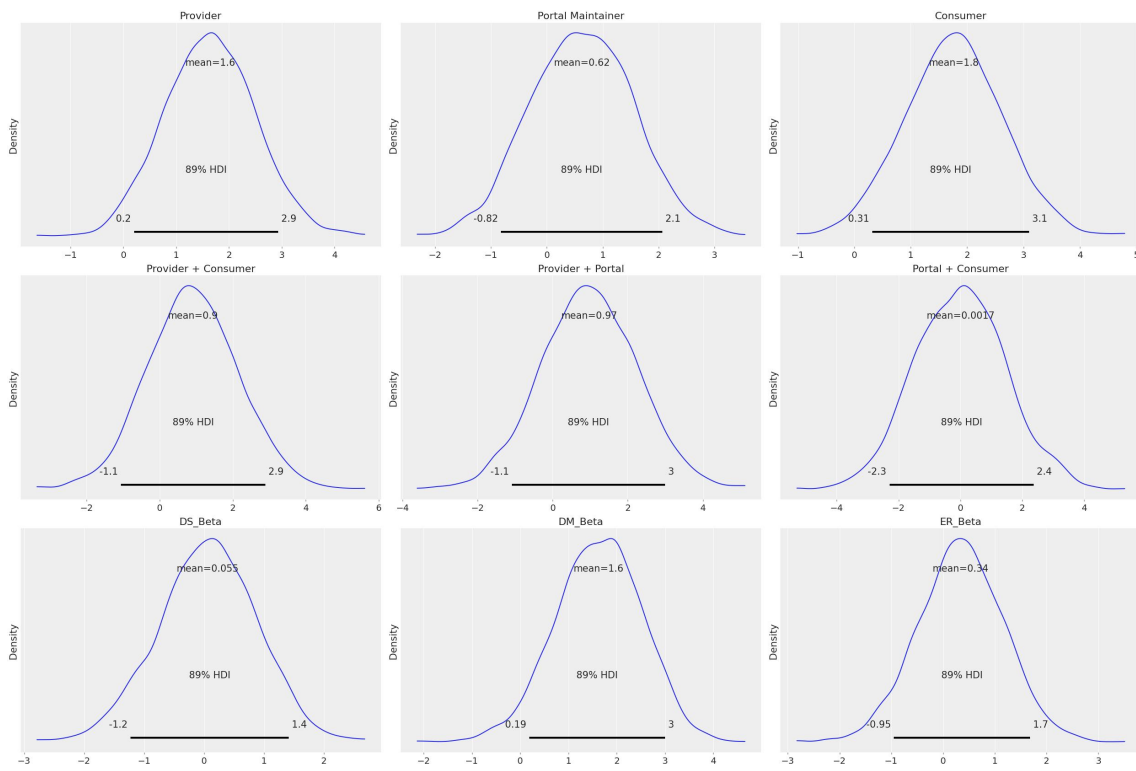 Provider
Density
mean=1.6
89% HDI
0.2
2.9
−1
0
1
2
3
4
Portal Maintainer
Density
mean=0.62
89% HDI
-0.82
2.1
−2
−1
0
1
2
3
Consumer
Density
mean=1.8
89% HDI
0.31
3.1
−1
0
1
2
3
4
5
Provider + Consumer
Density
mean=0.9
89% HDI
-1.1
2.9
−2
0
2
4
6
Provider + Portal
Density
mean=0.97
89% HDI
-1.1
3
−4
−2
0
2
4
Portal + Consumer
Density
mean=0.0017
89% HDI
-2.3
2.4
−4
−2
0
2
4
DS_Beta
Density
mean=0.055
89% HDI
-1.2
1.4
−3
−2
−1
0
1
2
DM_Beta
Density
mean=1.6
89% HDI
0.19
3
−2
−1
0
1
2
3
4
ER_Beta
Density
mean=0.34
89% HDI
-0.95
1.7
−3
−2
−1
0
1
2
3